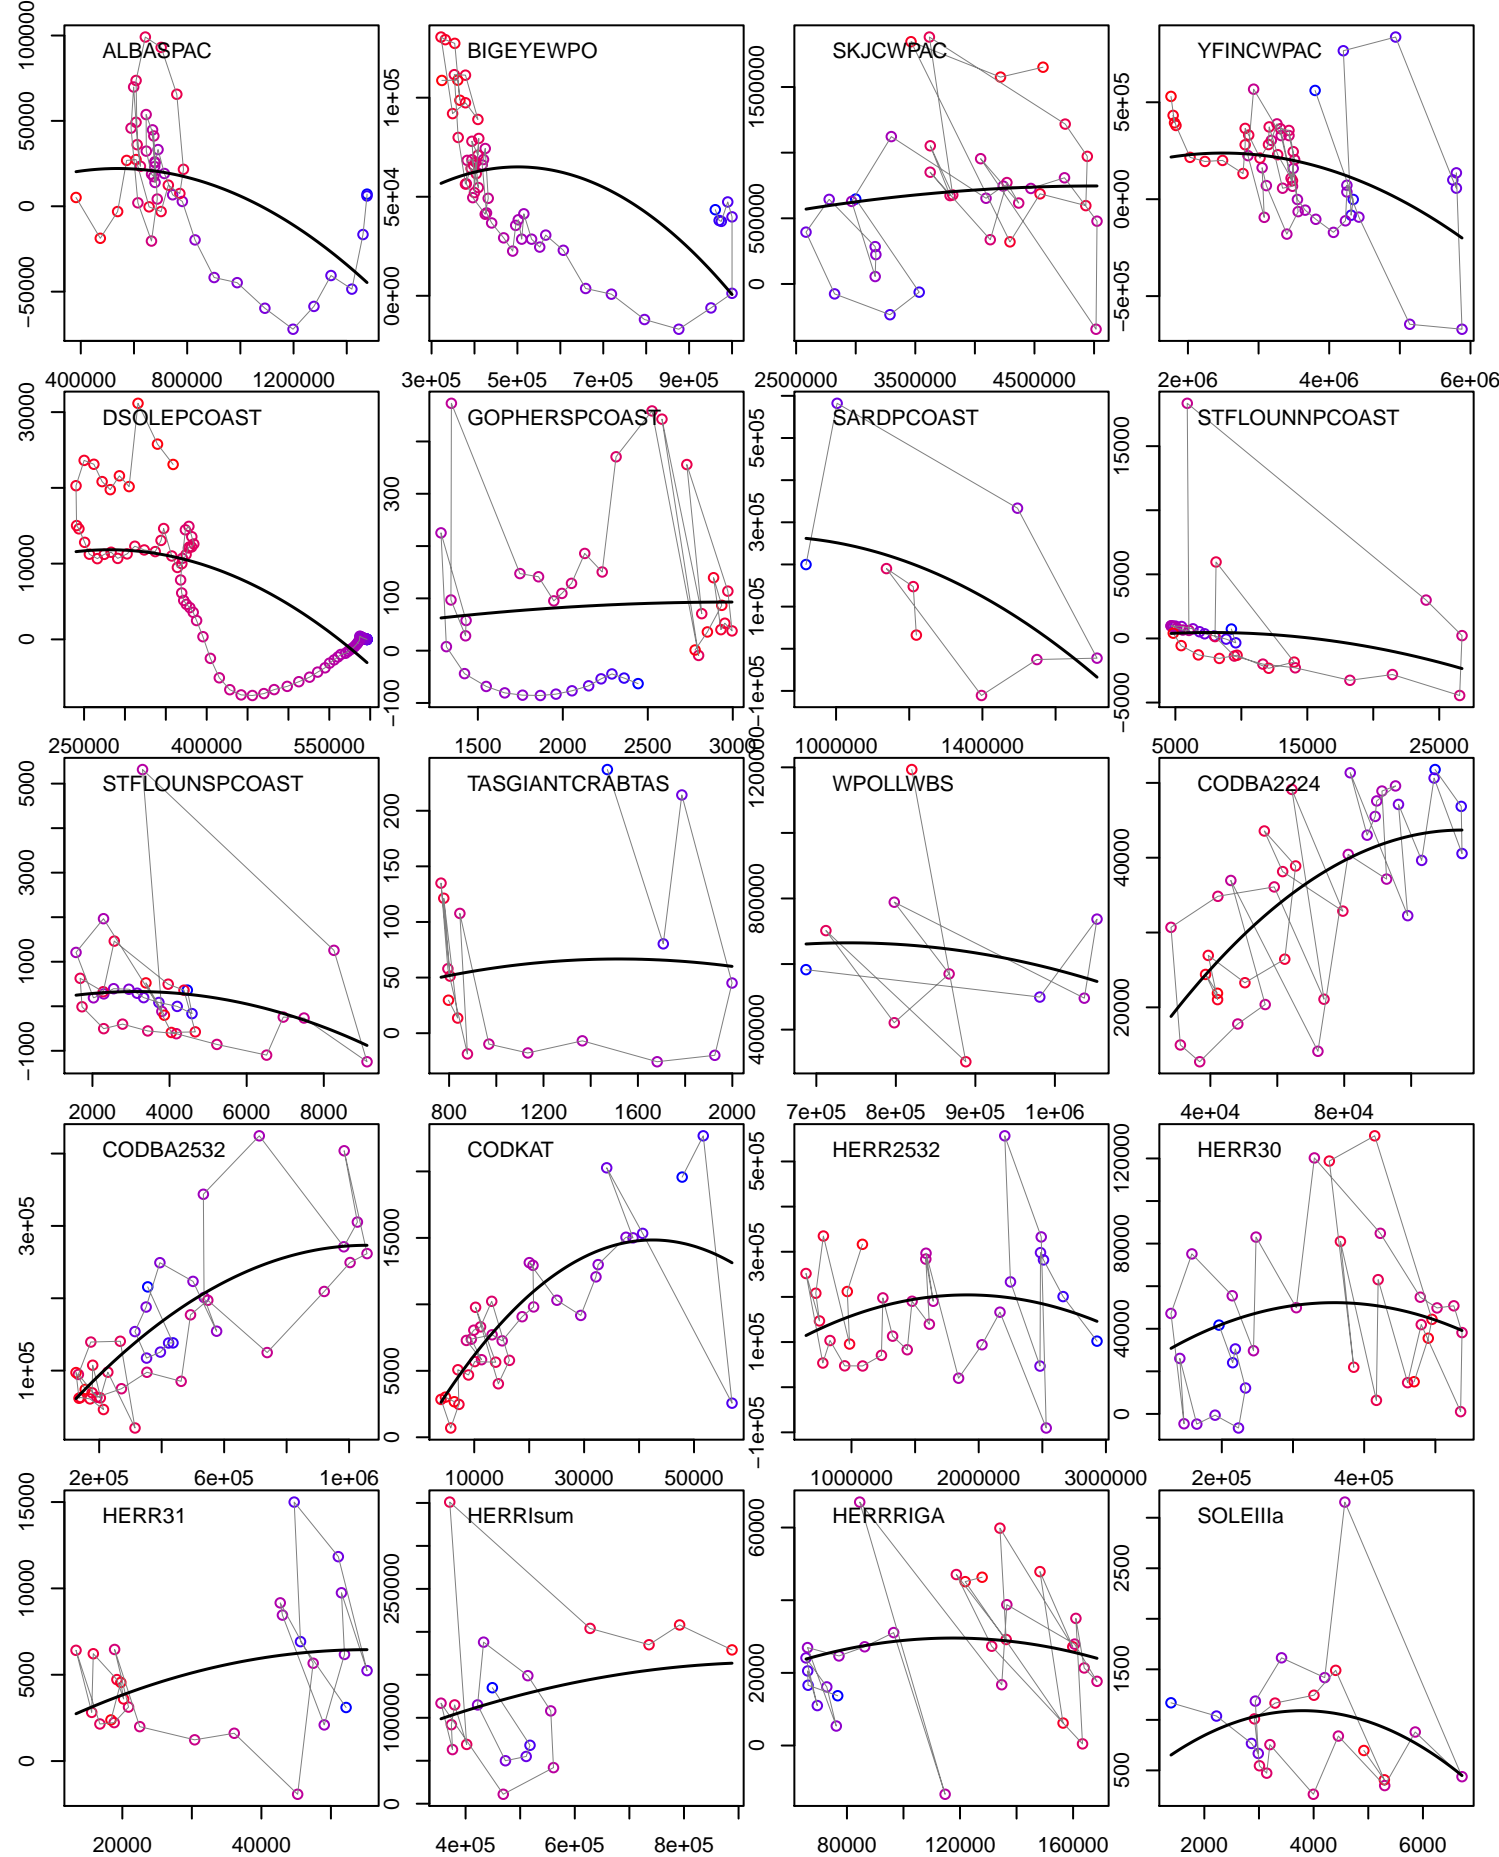 ALBASPAC BIGEYEWPO SKJCWPAC YFINCWPAC
−50000 0 50000 100000
0e+00 5e+04 1e+05
0 500000 1500000
−5e+05 0e+00 5e+05
400000 800000 1200000 3e+05 5e+05 7e+05 9e+05 2500000 3500000 4500000 2e+06 4e+06 6e+06
DSOLEPCOAST GOPHERSPCOAST SARDPCOAST STFLOUNNPCOAST
0 10000 30000
−100 0 100 300
−1e+05 1e+05 3e+05 5e+05
−5000 0 5000 15000
250000 400000 550000 1500 2000 2500 3000 1000000 1400000 5000 15000 25000
STFLOUNSPCOAST TASGIANTCRABTAS WPOLLWBS CODBA2224
−1000 1000 3000 5000
0 50 100 150 200
400000 800000 1200000
20000 40000
2000 4000 6000 8000 800 1200 1600 2000 7e+05 8e+05 9e+05 1e+06 4e+04 8e+04
CODBA2532 CODKAT HERR2532 HERR30
1e+05 3e+05
0 5000 15000
−1e+05 1e+05 3e+05 5e+05
0 40000 80000 120000
2e+05 6e+05 1e+06 10000 30000 50000 1000000 2000000 3000000 2e+05 4e+05
HERR31 HERRIsum HERRRIGA SOLEIIIa
0 5000 10000 15000
0 100000 250000
0 20000 60000
500 1500 2500
20000 40000 4e+05 6e+05 8e+05 80000 120000 160000 2000 4000 6000